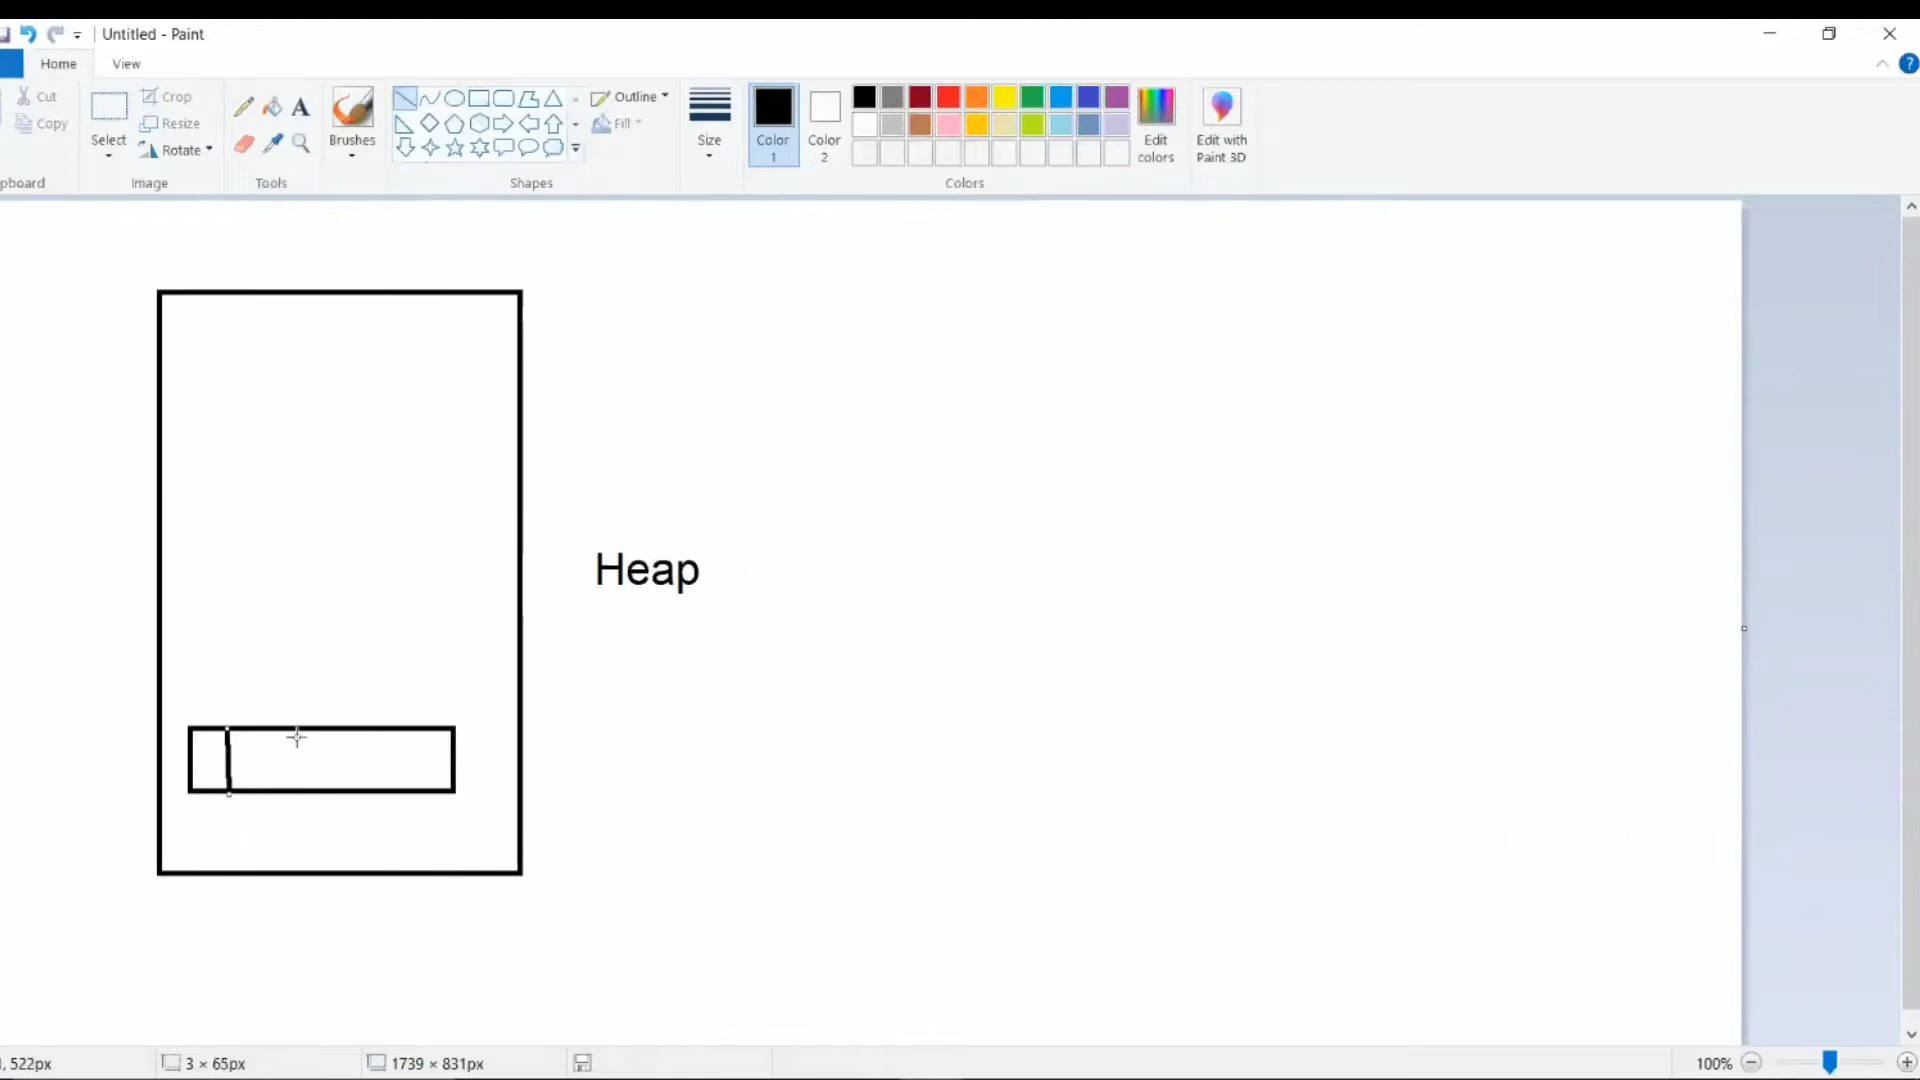 Untitled - Paint
Home View
Cut
Copy
pboard
Select
Crop
Resize
Rotate
Image
Tools
Brushes
Outline
Fill
Shapes
Size
Color 1
Color 2
Edit colors
Edit with Paint 3D
Colors
Heap
, 522px
3 × 65px
1739 × 831px
100%